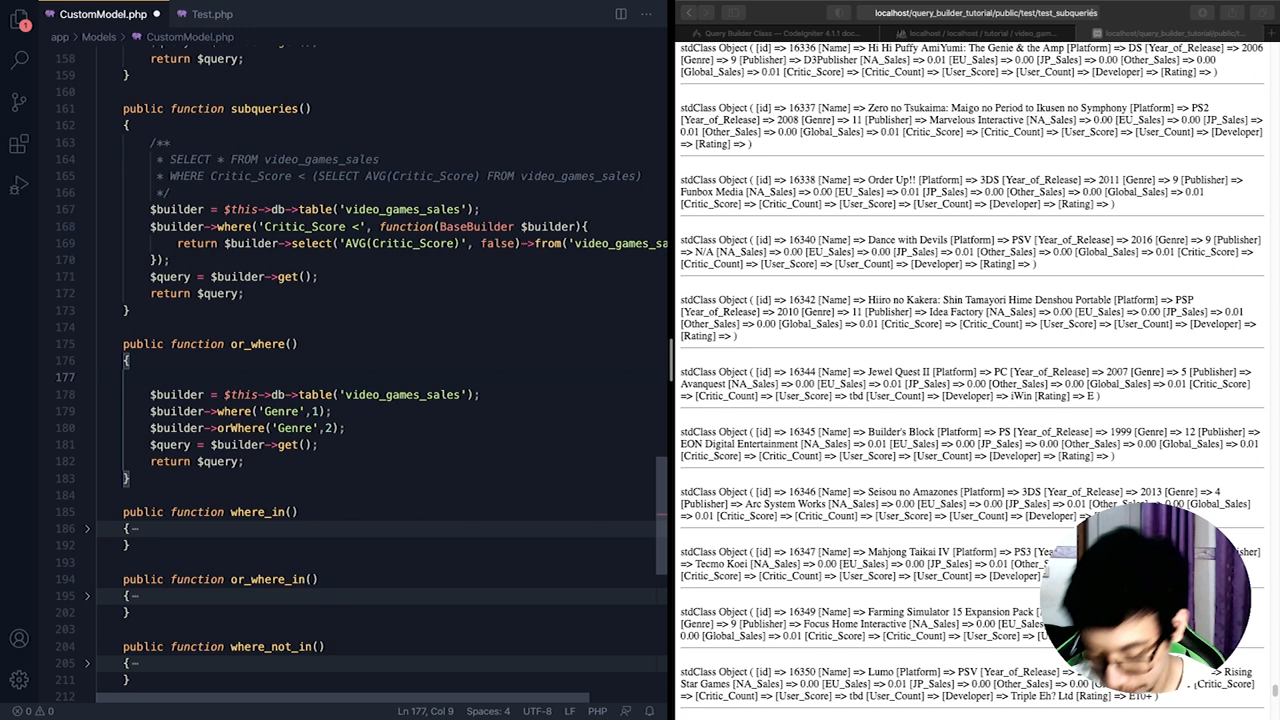 CustomModel.php
Test.php
app > Models > CustomModel.php
158 return $query;
159 }
160
161 public function subqueries()
162 {
163 /**
164 * SELECT * FROM video_games_sales
165 * WHERE Critic_Score < (SELECT AVG(Critic_Score) FROM video_games_sales)
166 */
167 $builder = $this->db->table('video_games_sales');
168 $builder->where('Critic_Score <', function(BaseBuilder $builder){
169 return $builder->select('AVG(Critic_Score)', false)->from('video_games_sa
170 });
171 $query = $builder->get();
172 return $query;
173 }
174
175 public function or_where()
176 {
177
178 $builder = $this->db->table('video_games_sales');
179 $builder->where('Genre',1);
180 $builder->orWhere('Genre',2);
181 $query = $builder->get();
182 return $query;
183 }
184
185 public function where_in()
186 {
192 }
193
194 public function or_where_in()
195 {
202 }
203
204 public function where_not_in()
205 {
211 }
212
0 0
Ln 177, Col 9 Spaces: 4 UTF-8 LF PHP
localhost/query_builder_tutorial/public/test/test_subqueriés
Query Builder Class — CodeIgniter 4.1.1 doc...
localhost / localhost / tutorial / video_gam...
localhost/query_builder_tutorial/public/t...
stdClass Object ( [id] => 16336 [Name] => Hi Hi Puffy AmiYumi: The Genie & the Amp [Platform] => DS [Year_of_Release] => 2006
[Genre] => 9 [Publisher] => D3Publisher [NA_Sales] => 0.01 [EU_Sales] => 0.00 [JP_Sales] => 0.00 [Other_Sales] => 0.00
[Global_Sales] => 0.01 [Critic_Score] => [Critic_Count] => [User_Score] => [User_Count] => [Developer] => [Rating] => )
stdClass Object ( [id] => 16337 [Name] => Zero no Tsukaima: Maigo no Period to Ikusen no Symphony [Platform] => PS2
[Year_of_Release] => 2008 [Genre] => 11 [Publisher] => Marvelous Interactive [NA_Sales] => 0.00 [EU_Sales] => 0.00 [JP_Sales] =>
0.01 [Other_Sales] => 0.00 [Global_Sales] => 0.01 [Critic_Score] => [Critic_Count] => [User_Score] => [User_Count] => [Developer]
=> [Rating] => )
stdClass Object ( [id] => 16338 [Name] => Order Up!! [Platform] => 3DS [Year_of_Release] => 2011 [Genre] => 9 [Publisher] =>
Funbox Media [NA_Sales] => 0.00 [EU_Sales] => 0.01 [JP_Sales] => 0.00 [Other_Sales] => 0.00 [Global_Sales] => 0.01
[Critic_Score] => [Critic_Count] => [User_Score] => [User_Count] => [Developer] => [Rating] => )
stdClass Object ( [id] => 16340 [Name] => Dance with Devils [Platform] => PSV [Year_of_Release] => 2016 [Genre] => 9 [Publisher]
=> N/A [NA_Sales] => 0.00 [EU_Sales] => 0.00 [JP_Sales] => 0.01 [Other_Sales] => 0.00 [Global_Sales] => 0.01 [Critic_Score] =>
[Critic_Count] => [User_Score] => [User_Count] => [Developer] => [Rating] => )
stdClass Object ( [id] => 16342 [Name] => Hiiro no Kakera: Shin Tamayori Hime Denshou Portable [Platform] => PSP
[Year_of_Release] => 2010 [Genre] => 11 [Publisher] => Idea Factory [NA_Sales] => 0.00 [EU_Sales] => 0.00 [JP_Sales] => 0.01
[Other_Sales] => 0.00 [Global_Sales] => 0.01 [Critic_Score] => [Critic_Count] => [User_Score] => [User_Count] => [Developer] =>
[Rating] => )
stdClass Object ( [id] => 16344 [Name] => Jewel Quest II [Platform] => PC [Year_of_Release] => 2007 [Genre] => 5 [Publisher] =>
Avanquest [NA_Sales] => 0.00 [EU_Sales] => 0.01 [JP_Sales] => 0.00 [Other_Sales] => 0.00 [Global_Sales] => 0.01 [Critic_Score] =>
[Critic_Count] => [User_Score] => tbd [User_Count] => [Developer] => iWin [Rating] => E )
stdClass Object ( [id] => 16345 [Name] => Builder's Block [Platform] => PS [Year_of_Release] => 1999 [Genre] => 12 [Publisher] =>
EON Digital Entertainment [NA_Sales] => 0.01 [EU_Sales] => 0.00 [JP_Sales] => 0.00 [Other_Sales] => 0.00 [Global_Sales] => 0.01
[Critic_Score] => [Critic_Count] => [User_Score] => [User_Count] => [Developer] => [Rating] => )
stdClass Object ( [id] => 16346 [Name] => Seisou no Amazones [Platform] => 3DS [Year_of_Release] => 2013 [Genre] => 4
[Publisher] => Arc System Works [NA_Sales] => 0.00 [EU_Sales] => 0.00 [JP_Sales] 0.00 [Global_Sales]
=> 0.01 [Critic_Score] => [Critic_Count] => [User_Score] => [User_Count] => [Developer] =>
stdClass Object ( [id] => 16347 [Name] => Mahjong Taikai IV [Platform] => PS3 =>
Tecmo Koei [NA_Sales] => 0.00 [EU_Sales] => 0.00 [JP_Sales] => 0.01 [Other_Sales]
[Critic_Score] => [Critic_Count] => [User_Score] => [User_Count] => [Developer]
stdClass Object ( [id] => 16349 [Name] => Farming Simulator 15 Expansion Pack
=> 9 [Publisher] => Focus Home Interactive [NA_Sales] => 0.00 [EU_Sales] =>
0.00 [Global_Sales] => 0.01 [Critic_Score] => [Critic_Count] => [User_Score] =>
stdClass Object ( [id] => 16350 [Name] => Lumo [Platform] => PSV [Year_of_Release] => => Rising
Star Games [NA_Sales] => 0.00 [EU_Sales] => 0.01 [JP_Sales] => 0.00 [Critic_Score] =>
[Critic_Count] => [User_Score] => tbd [User_Count] => [Developer] => Triple Eh? Ltd [Rating] => E10+ )